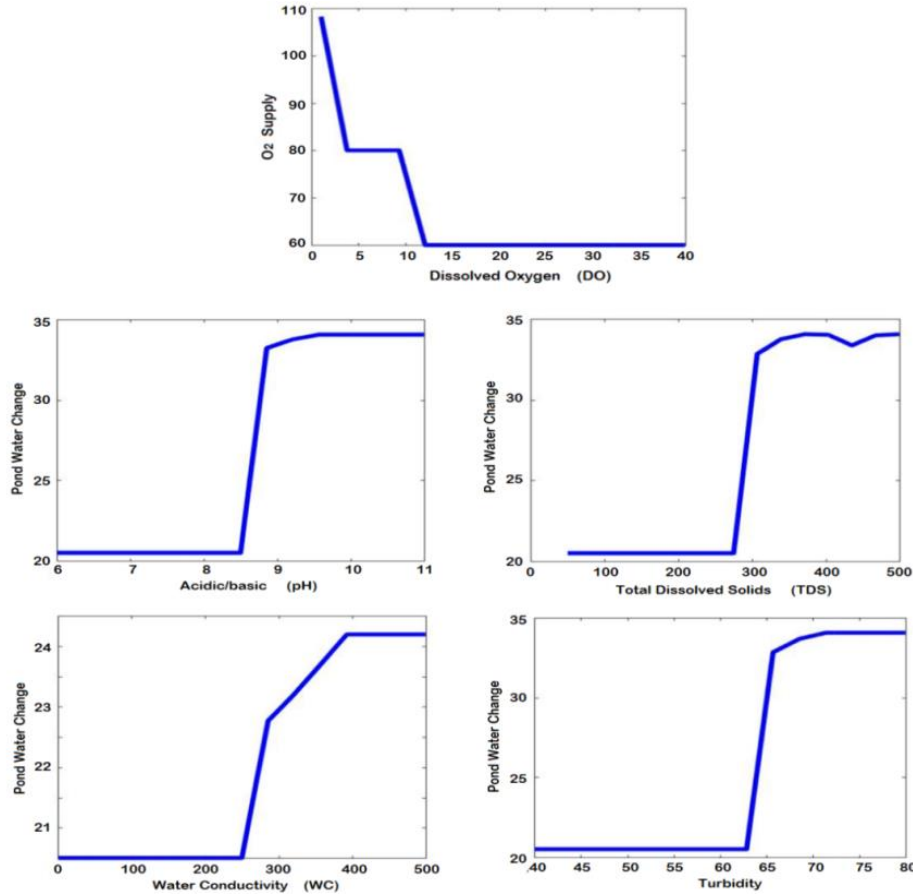 110
100
90
80
70
60
O2 Supply
0 5 10 15 20 25 30 35 40
Dissolved Oxygen (DO)
35
30
25
20
Pond Water Change
6 7 8 9 10 11
Acidic/basic (pH)
35
30
25
20
Pond Water Change
0 100 200 300 400 500
Total Dissolved Solids (TDS)
24
23
22
21
Pond Water Change
0 100 200 300 400 500
Water Conductivity (WC)
35
30
25
20
Pond Water Change
40 45 50 55 60 65 70 75 80
Turbidity